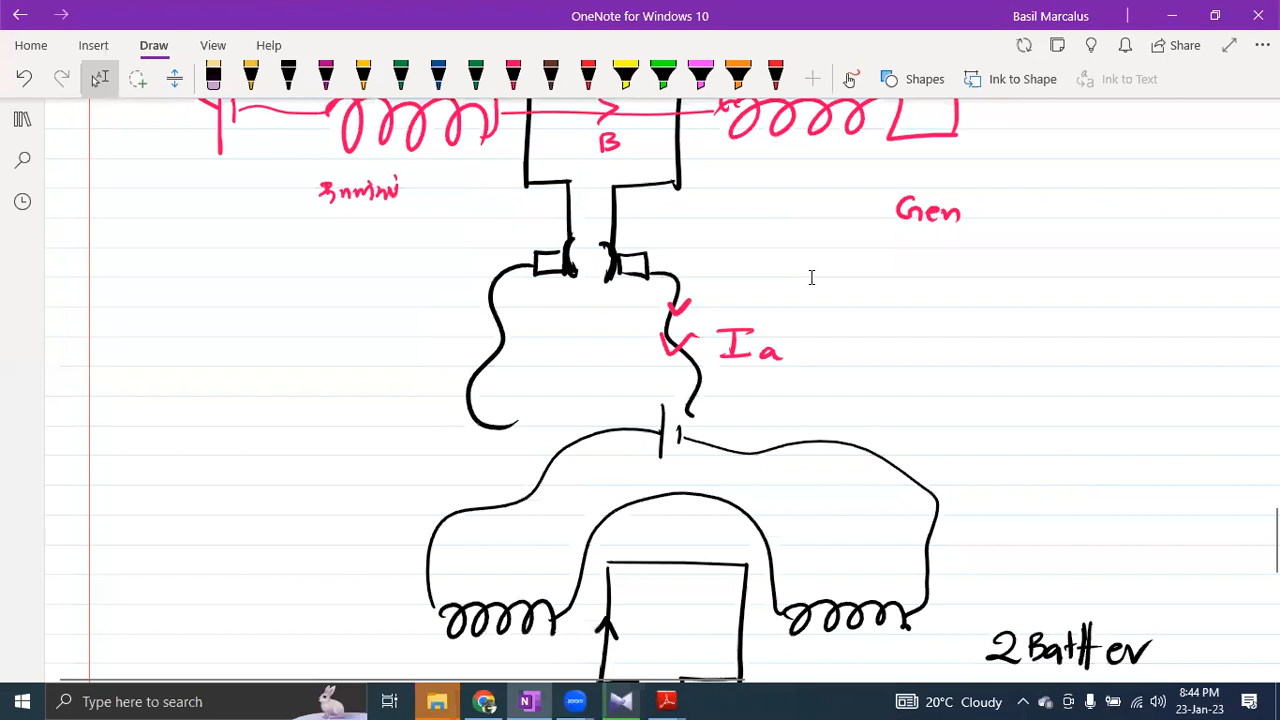 OneNote for Windows 10
Basil Marcalus
Home Insert Draw View Help
Share
Shapes
Ink to Shape
Ink to Text
B
Gen
Ia
2 Batter
Type here to search
20°C Cloudy
8:44 PM
23-Jan-23